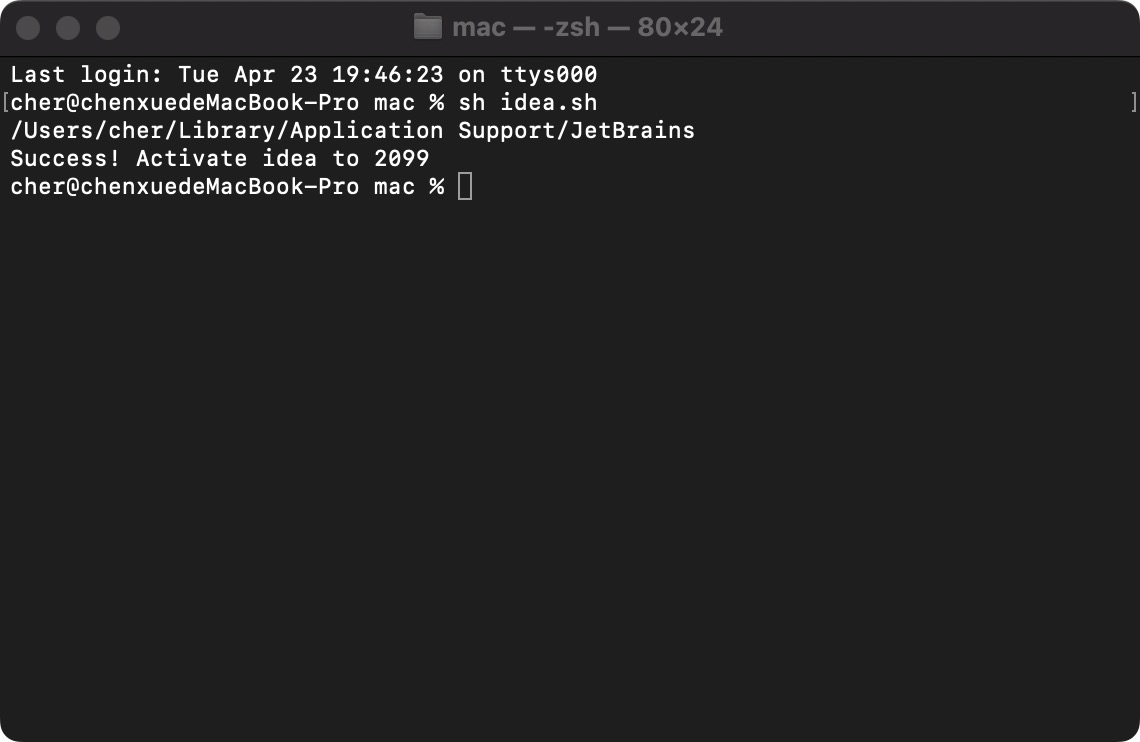 mac — -zsh — 80×24
Last login: Tue Apr 23 19:46:23 on ttys000
[cher@chenxuedeMacBook-Pro mac % sh idea.sh ]
/Users/cher/Library/Application Support/JetBrains
Success! Activate idea to 2099
cher@chenxuedeMacBook-Pro mac %